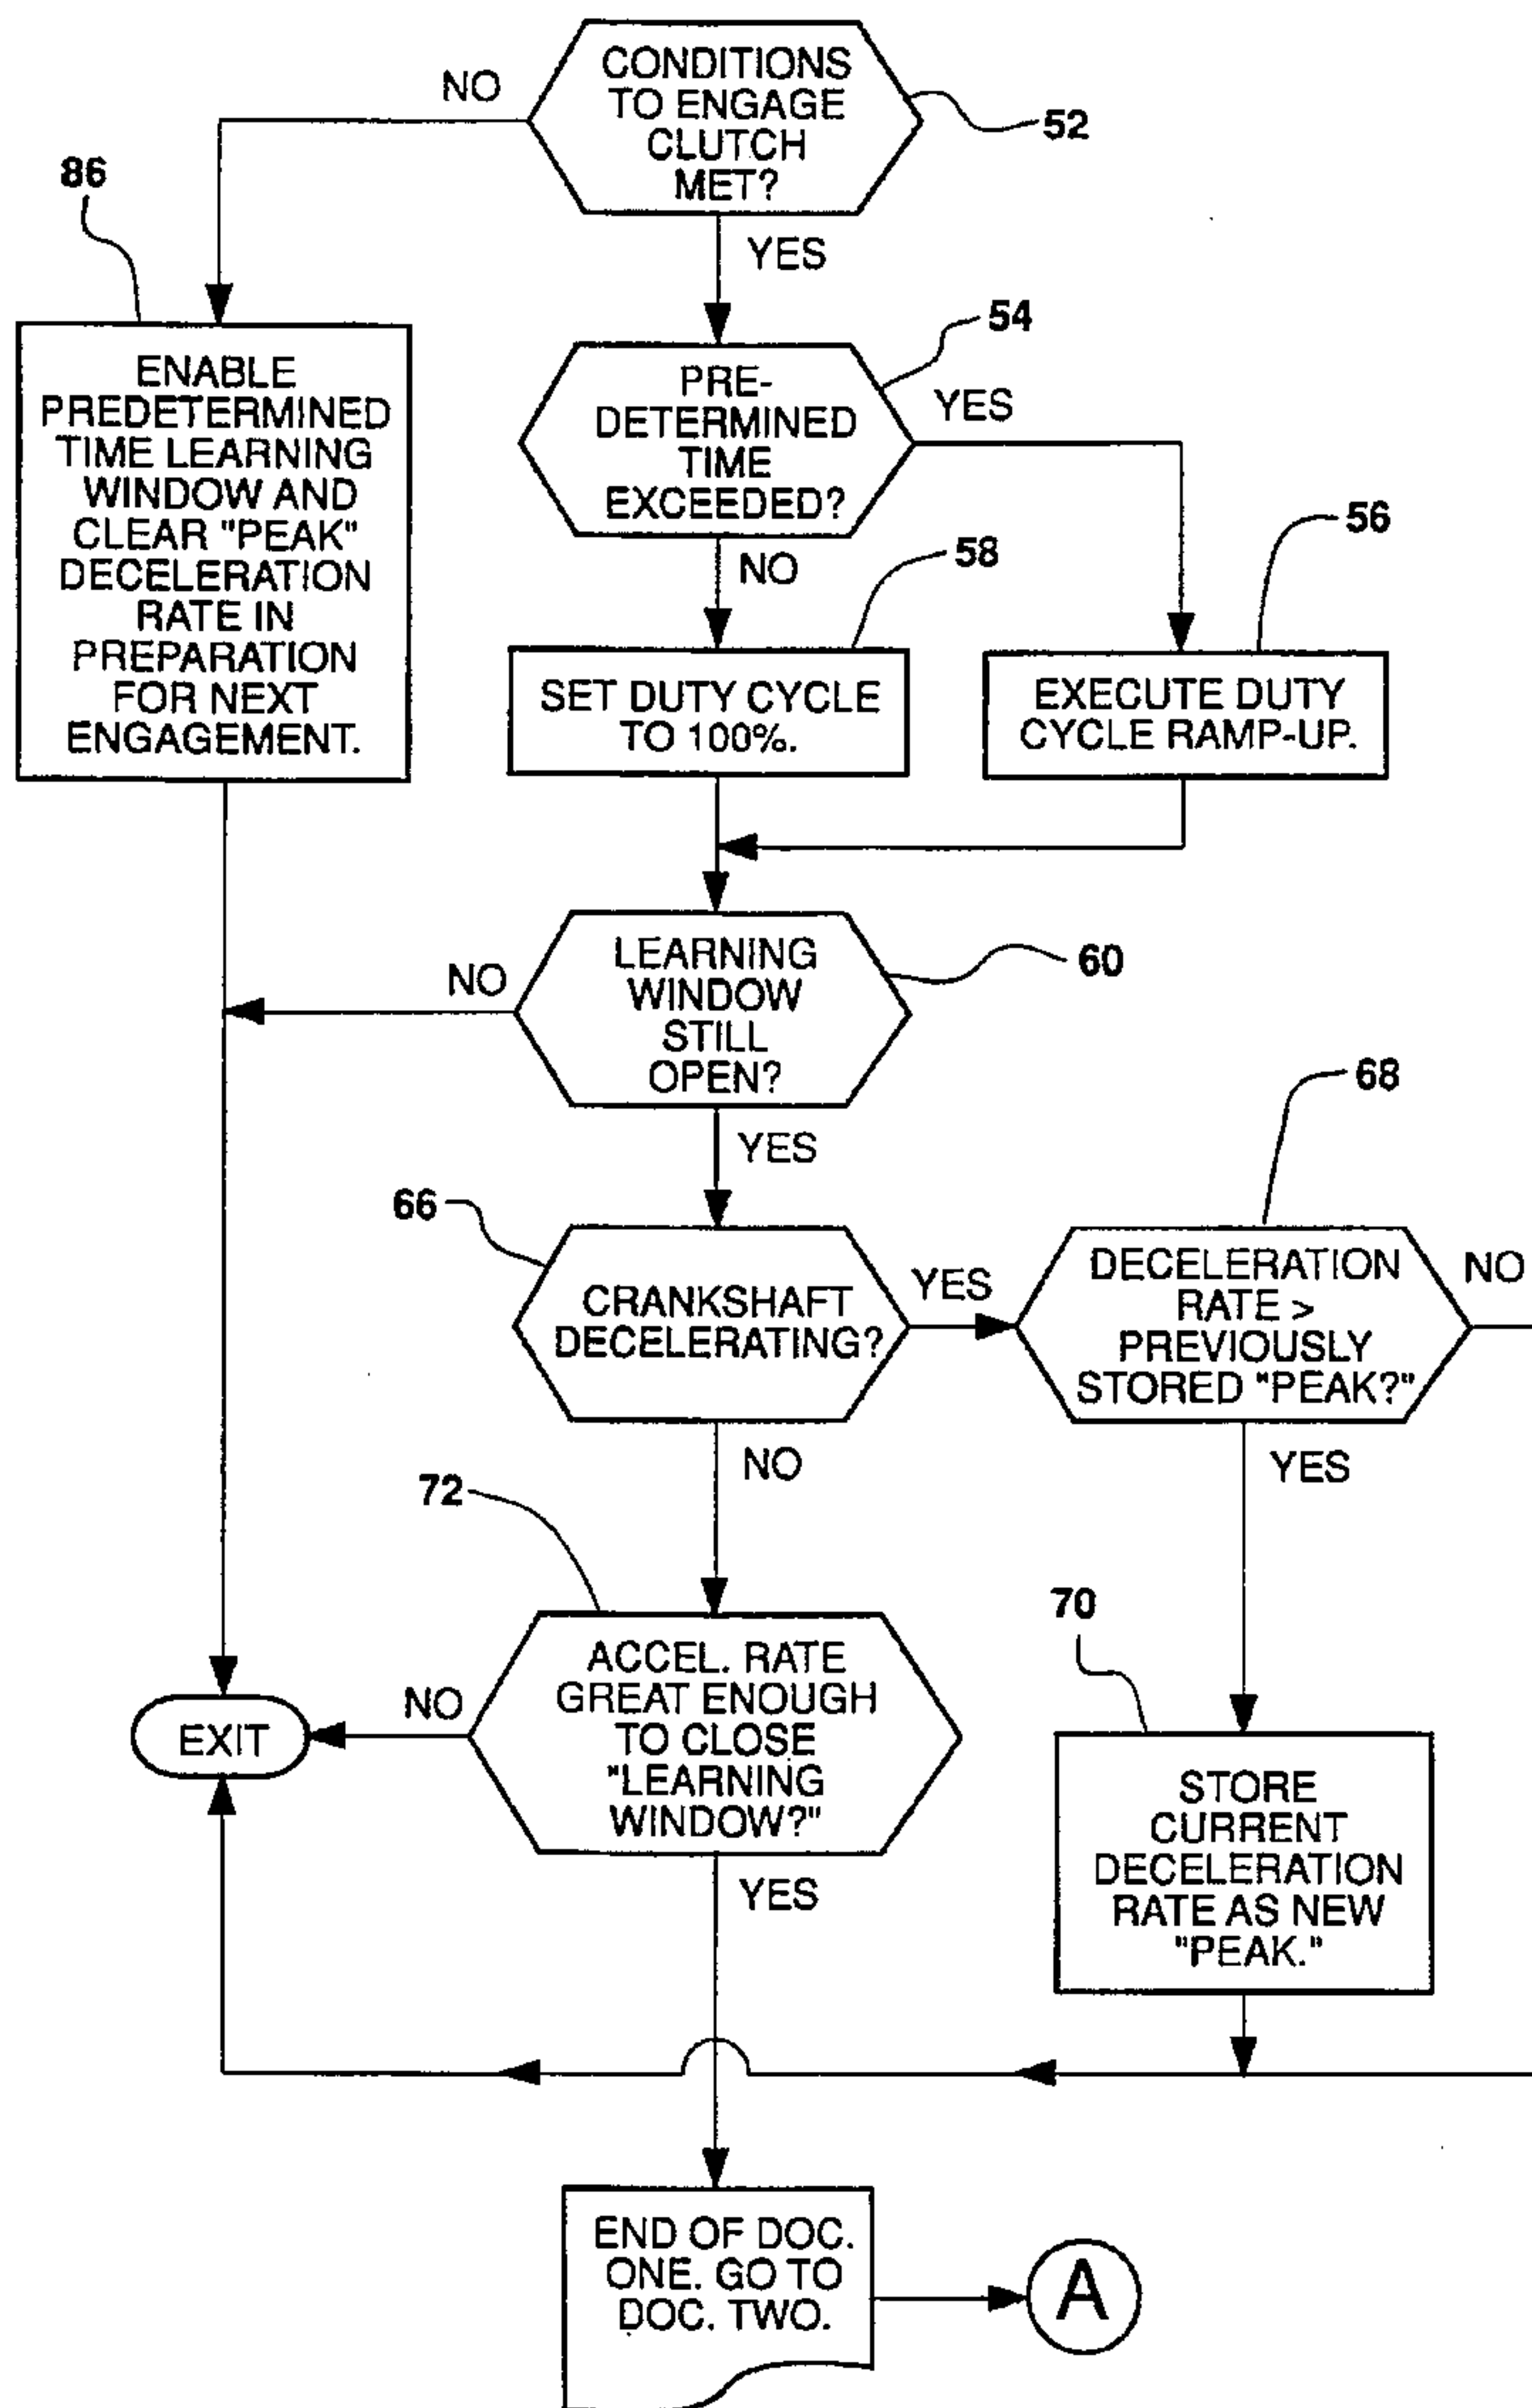 CONDITIONS
TO ENGAGE
CLUTCH
MET?
NO
52
86
YES
54
ENABLE
PREDETERMINED
TIME LEARNING
WINDOW AND
CLEAR "PEAK"
DECELERATION
RATE IN
PREPARATION
FOR NEXT
ENGAGEMENT.
PRE-
DETERMINED
TIME
EXCEEDED?
YES
NO
58
56
SET DUTY CYCLE
TO 100%.
EXECUTE DUTY
CYCLE RAMP-UP.
LEARNING
WINDOW
STILL
OPEN?
NO
60
YES
68
66
CRANKSHAFT
DECELERATING?
YES
DECELERATION
RATE >
PREVIOUSLY
STORED "PEAK?"
NO
NO
YES
72
70
ACCEL. RATE
GREAT ENOUGH
TO CLOSE
"LEARNING
WINDOW?"
NO
EXIT
YES
STORE
CURRENT
DECELERATION
RATE AS NEW
"PEAK."
END OF DOC.
ONE. GO TO
DOC. TWO.
A